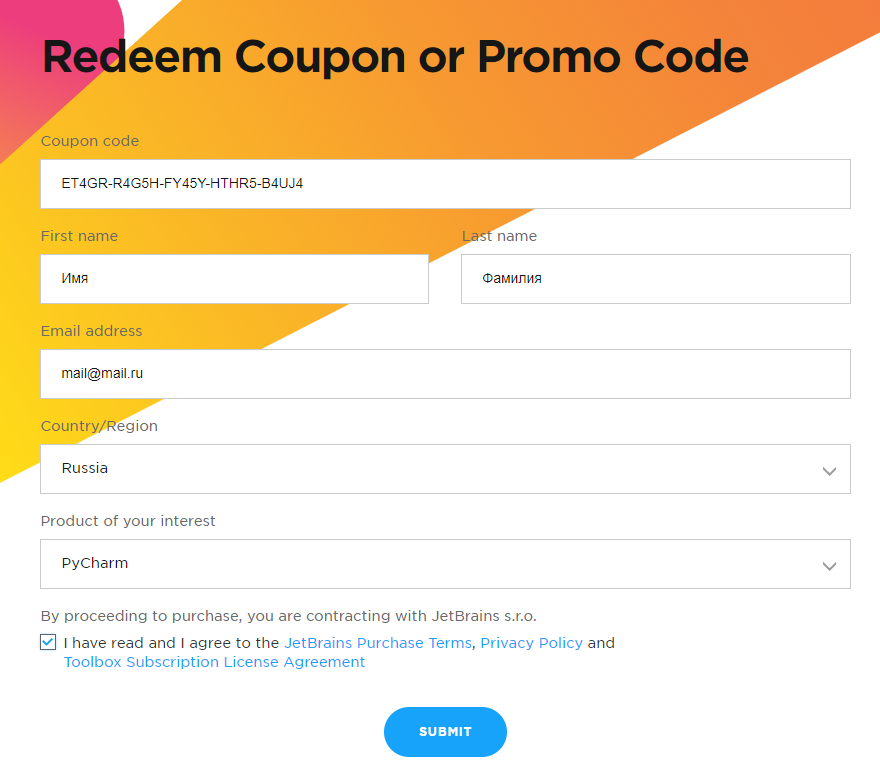 Redeem Coupon or Promo Code
Coupon code
ET4GR-R4G5H-FY45Y-HTHR5-B4UJ4
First name
Last name
Имя
Фамилия
Email address
mail@mail.ru
Country/Region
Russia
Product of your interest
PyCharm
By proceeding to purchase, you are contracting with JetBrains s.r.o.
I have read and I agree to the JetBrains Purchase Terms, Privacy Policy and
Toolbox Subscription License Agreement
SUBMIT